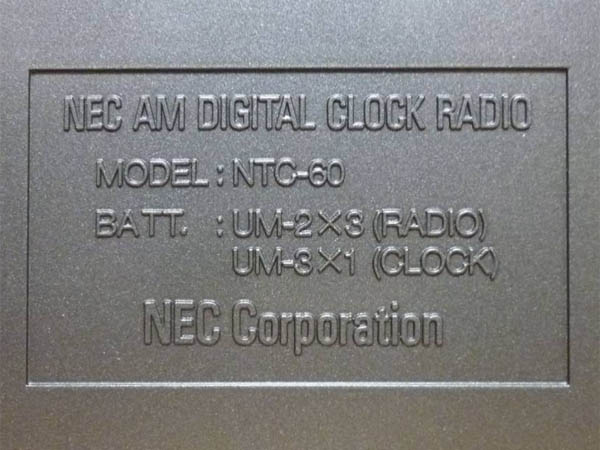 NEC AM DIGITAL CLOCK RADIO
MODEL : NTC-60
BATT. : UM-2×3 (RADIO)
UM-3×1 (CLOCK)
NEC Corporation